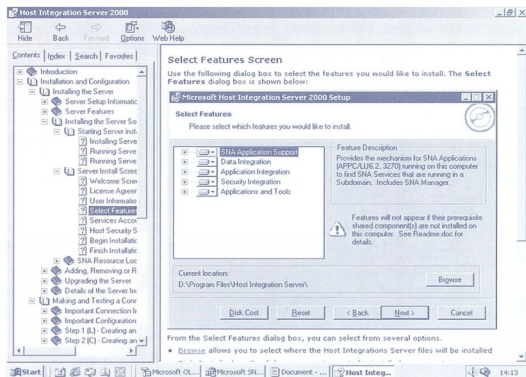 Host Integration Server 2000
Hide Back Forward Options Web Help
Contents Index Search Favorites
Introduction
Installation and Configuration
Installing the Server
Server Setup Informatic
Server Features
Installing the Server So
Starting Server inst
Installing Serve
Running Serve
Running Serve
Server Install Scree
Welcome Scree
License Agreer
User Informatio
Select Features
Services Accou
Host Security S
Begin Installatic
Finish Installatic
SNA Resource Loc
Adding, Removing or R
Upgrading the Server
Details of the Server Ins
Making and Testing a Conr
Important Connection In
Important Configuration
Step 1 (L) - Creating an
Step 2 (C) - Creating an
Select Features Screen
Use the following dialog box to select the features you would like to install. The Select
Features dialog box is shown below:
Microsoft Host Integration Server 2000 Setup
Select Features
Please select which features you would like to install.
SNA Application Support
Data Integration
Application Integration
Security Integration
Applications and Tools
Feature Description
Provides the mechanism for SNA Applications
(APPC/LU6.2, 3270) running on this computer
to find SNA Services that are running in a
Subdomain. Includes SNA Manager.
Features will not appear if their prerequisite
shared component(s) are not installed on
this computer. See Readme.doc for
details.
Current location:
D:\Program Files\Host Integration Server\
Browse
Disk Cost Reset < Back Next > Cancel
From the Select Features dialog box, you can select from several options.
• Browse allows you to select where the Host Integrations Server files will be installed
Start Microsoft OL... Microsoft SN... Document - ... Host Integ... 14:13